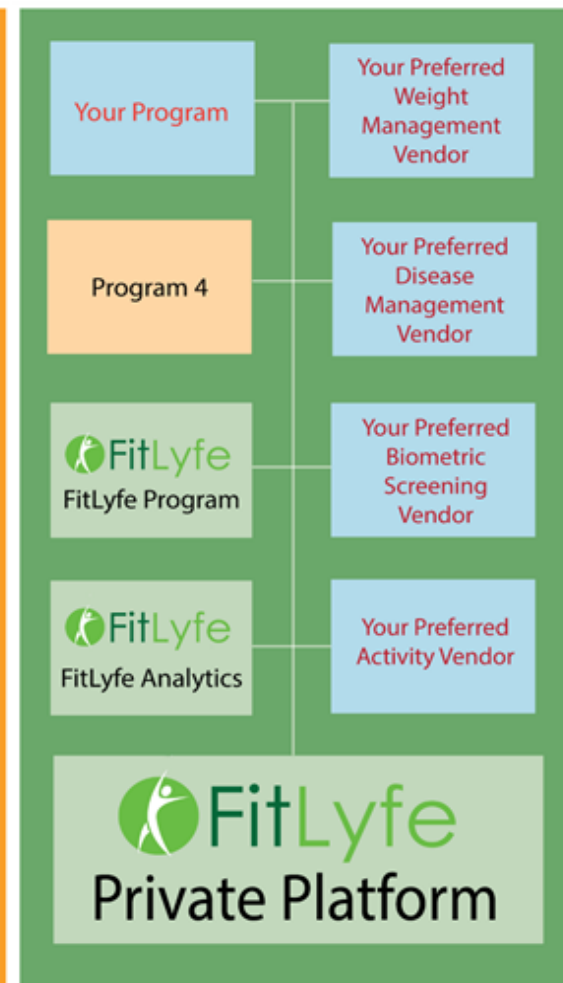 Your Program
Your Preferred
Weight
Management
Vendor
Program 4
Your Preferred
Disease
Management
Vendor
FitLyfe
FitLyfe Program
Your Preferred
Biometric
Screening
Vendor
FitLyfe
FitLyfe Analytics
Your Preferred
Activity Vendor
FitLyfe
Private Platform